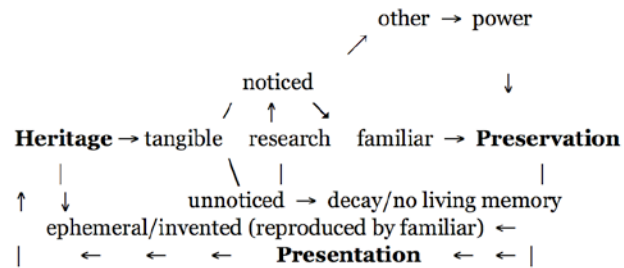 other → power
noticed
Heritage → tangible research familiar → Preservation
unnoticed → decay/no living memory
ephemeral/invented (reproduced by familiar) ←
← ← ← Presentation ← ←